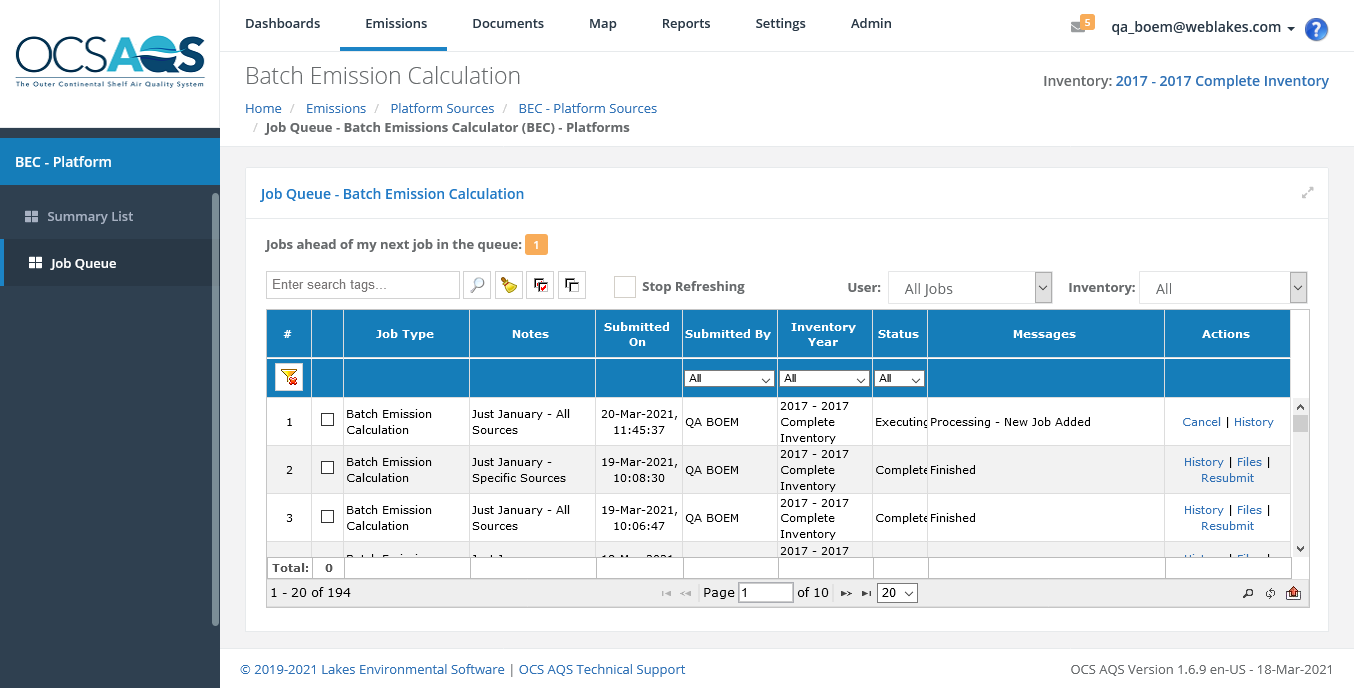 OCSAQS
The Outer Continental Shelf Air Quality System
Dashboards Emissions Documents Map Reports Settings Admin 5 qa_boem@weblakes.com ?
Batch Emission Calculation
Inventory: 2017 - 2017 Complete Inventory
Home / Emissions / Platform Sources / BEC - Platform Sources
/ Job Queue - Batch Emissions Calculator (BEC) - Platforms
BEC - Platform
Summary List
Job Queue
Job Queue - Batch Emission Calculation
Jobs ahead of my next job in the queue: 1
Enter search tags... Stop Refreshing User: All Jobs Inventory: All
# Job Type Notes Submitted On Submitted By Inventory Year Status Messages Actions
All All All
1 Batch Emission Calculation Just January - All Sources 20-Mar-2021, 11:45:37 QA BOEM 2017 - 2017 Complete Inventory Executing Processing - New Job Added Cancel | History
2 Batch Emission Calculation Just January - Specific Sources 19-Mar-2021, 10:08:30 QA BOEM 2017 - 2017 Complete Inventory Complete Finished History | Files | Resubmit
3 Batch Emission Calculation Just January - All Sources 19-Mar-2021, 10:06:47 QA BOEM 2017 - 2017 Complete Inventory Complete Finished History | Files | Resubmit
2017 - 2017
Total: 0
1 - 20 of 194 Page 1 of 10 20
© 2019-2021 Lakes Environmental Software | OCS AQS Technical Support
OCS AQS Version 1.6.9 en-US - 18-Mar-2021